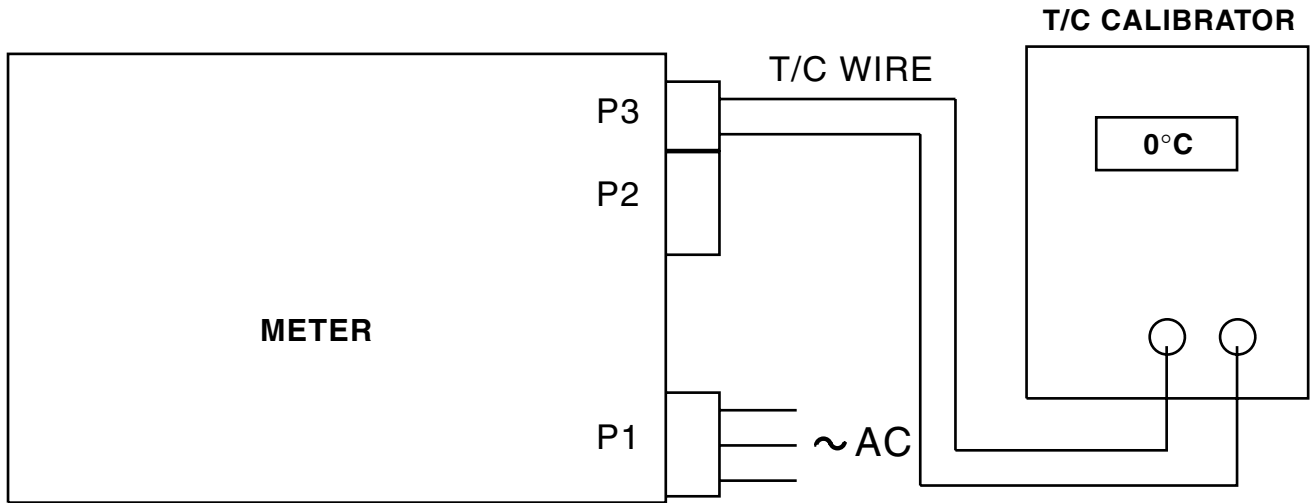 T/C CALIBRATOR
T/C WIRE
P3
0°C
P2
METER
P1
~AC